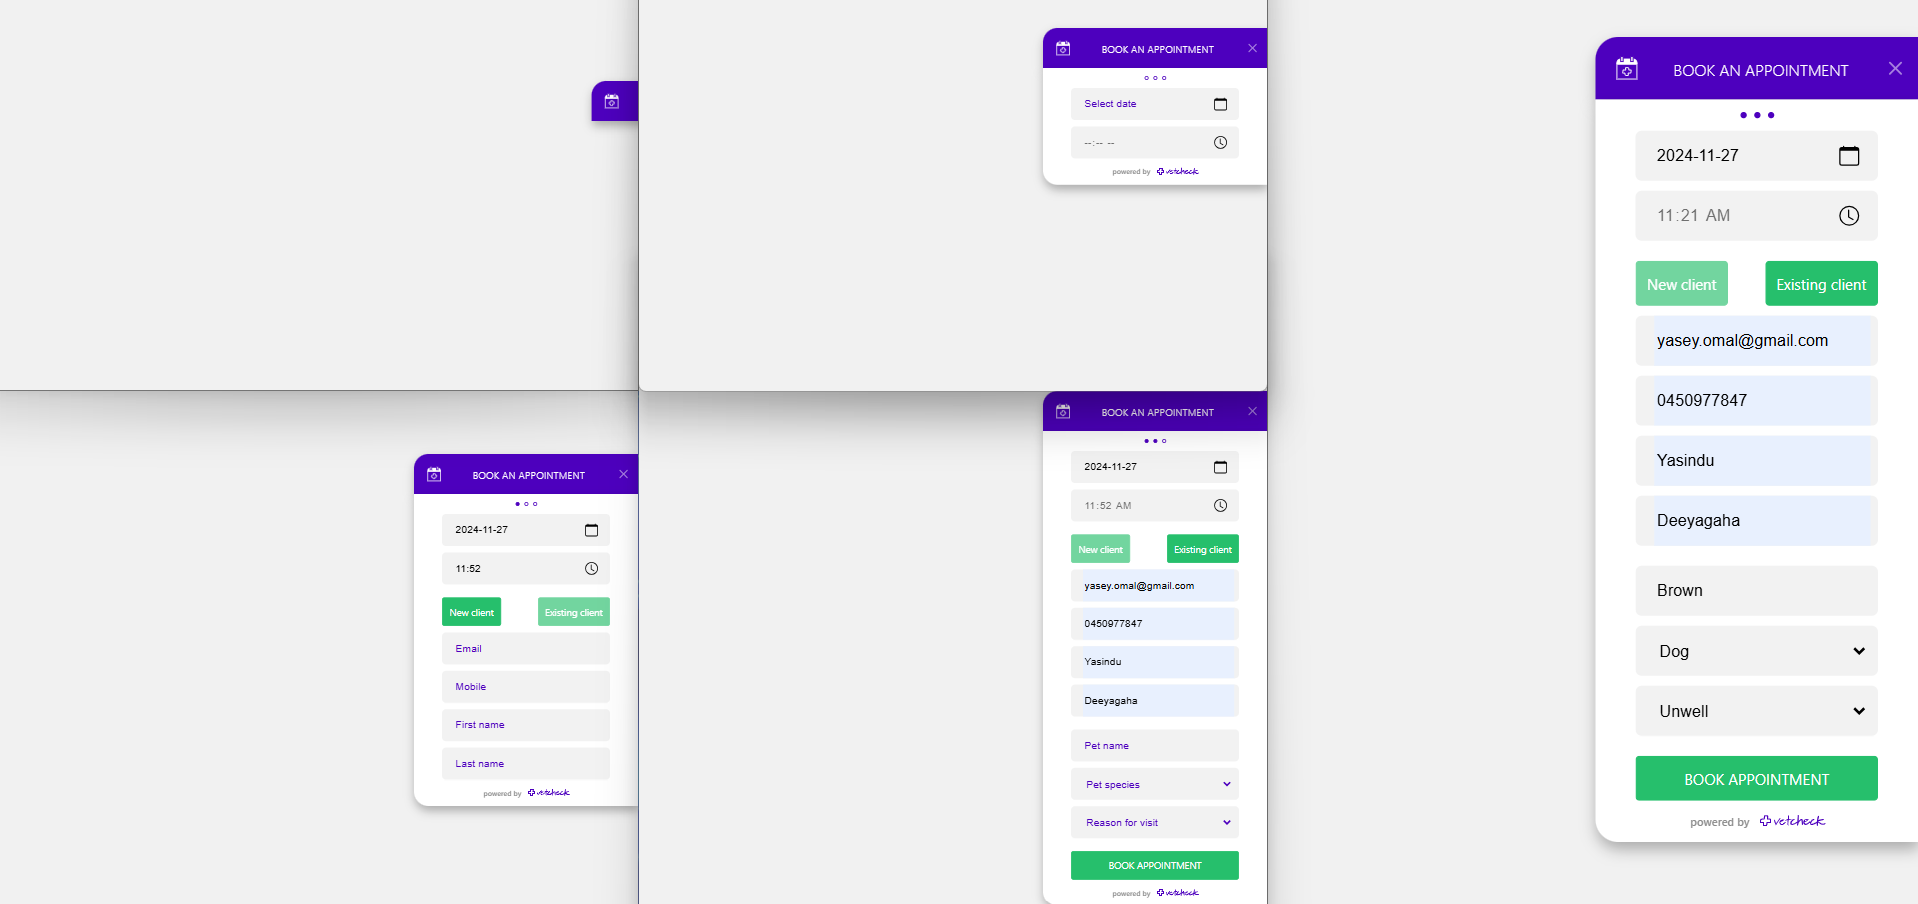 BOOK AN APPOINTMENT
Select date
--:-- --
powered by vetcheck
BOOK AN APPOINTMENT
2024-11-27
11:52
New client Existing client
Email
Mobile
First name
Last name
powered by vetcheck
BOOK AN APPOINTMENT
2024-11-27
11:52 AM
New client Existing client
yasey.omal@gmail.com
0450977847
Yasindu
Deeyagaha
Pet name
Pet species
Reason for visit
BOOK APPOINTMENT
powered by vetcheck
BOOK AN APPOINTMENT
2024-11-27
11:21 AM
New client Existing client
yasey.omal@gmail.com
0450977847
Yasindu
Deeyagaha
Brown
Dog
Unwell
BOOK APPOINTMENT
powered by vetcheck